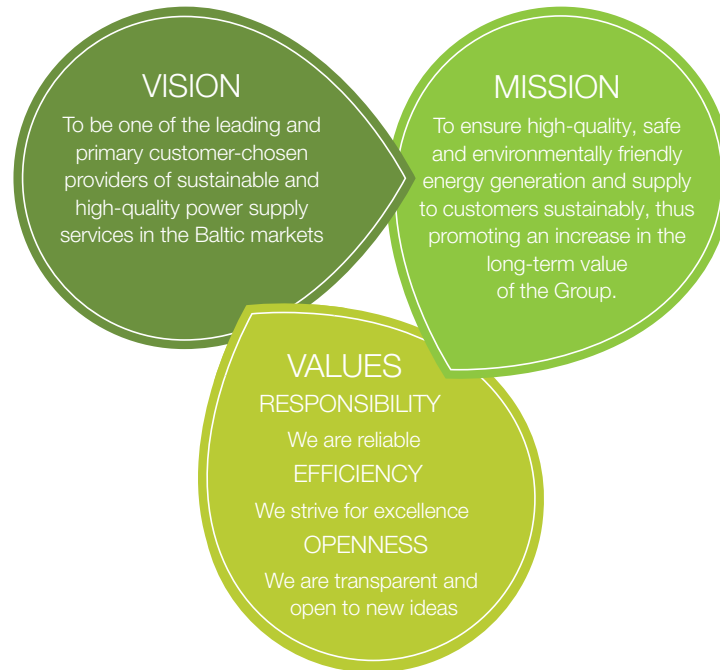 VISION
To be one of the leading and
primary customer-chosen
providers of sustainable and
high-quality power supply
services in the Baltic markets
MISSION
To ensure high-quality, safe
and environmentally friendly
energy generation and supply
to customers sustainably, thus
promoting an increase in the
long-term value
of the Group.
VALUES
RESPONSIBILITY
We are reliable
EFFICIENCY
We strive for excellence
OPENNESS
We are transparent and
open to new ideas